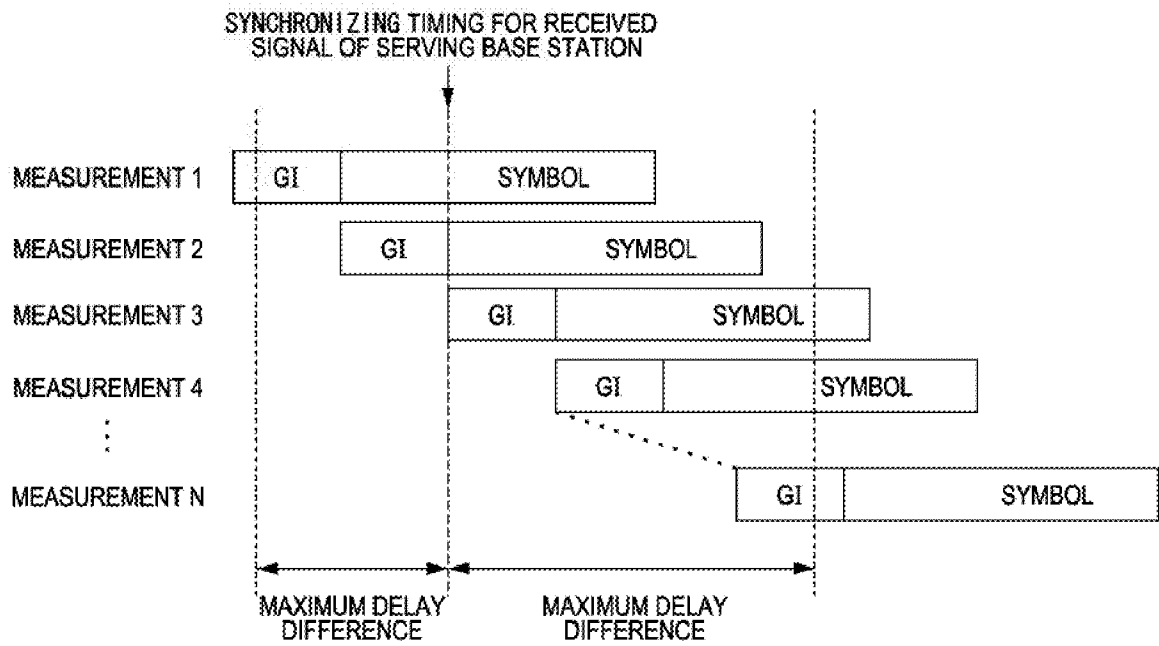 SYNCHRONIZING TIMING FOR RECEIVED
SIGNAL OF SERVING BASE STATION
MEASUREMENT 1
GI
SYMBOL
MEASUREMENT 2
GI
SYMBOL
MEASUREMENT 3
GI
SYMBOL
MEASUREMENT 4
GI
SYMBOL
MEASUREMENT N
GI
SYMBOL
MAXIMUM DELAY
DIFFERENCE
MAXIMUM DELAY
DIFFERENCE